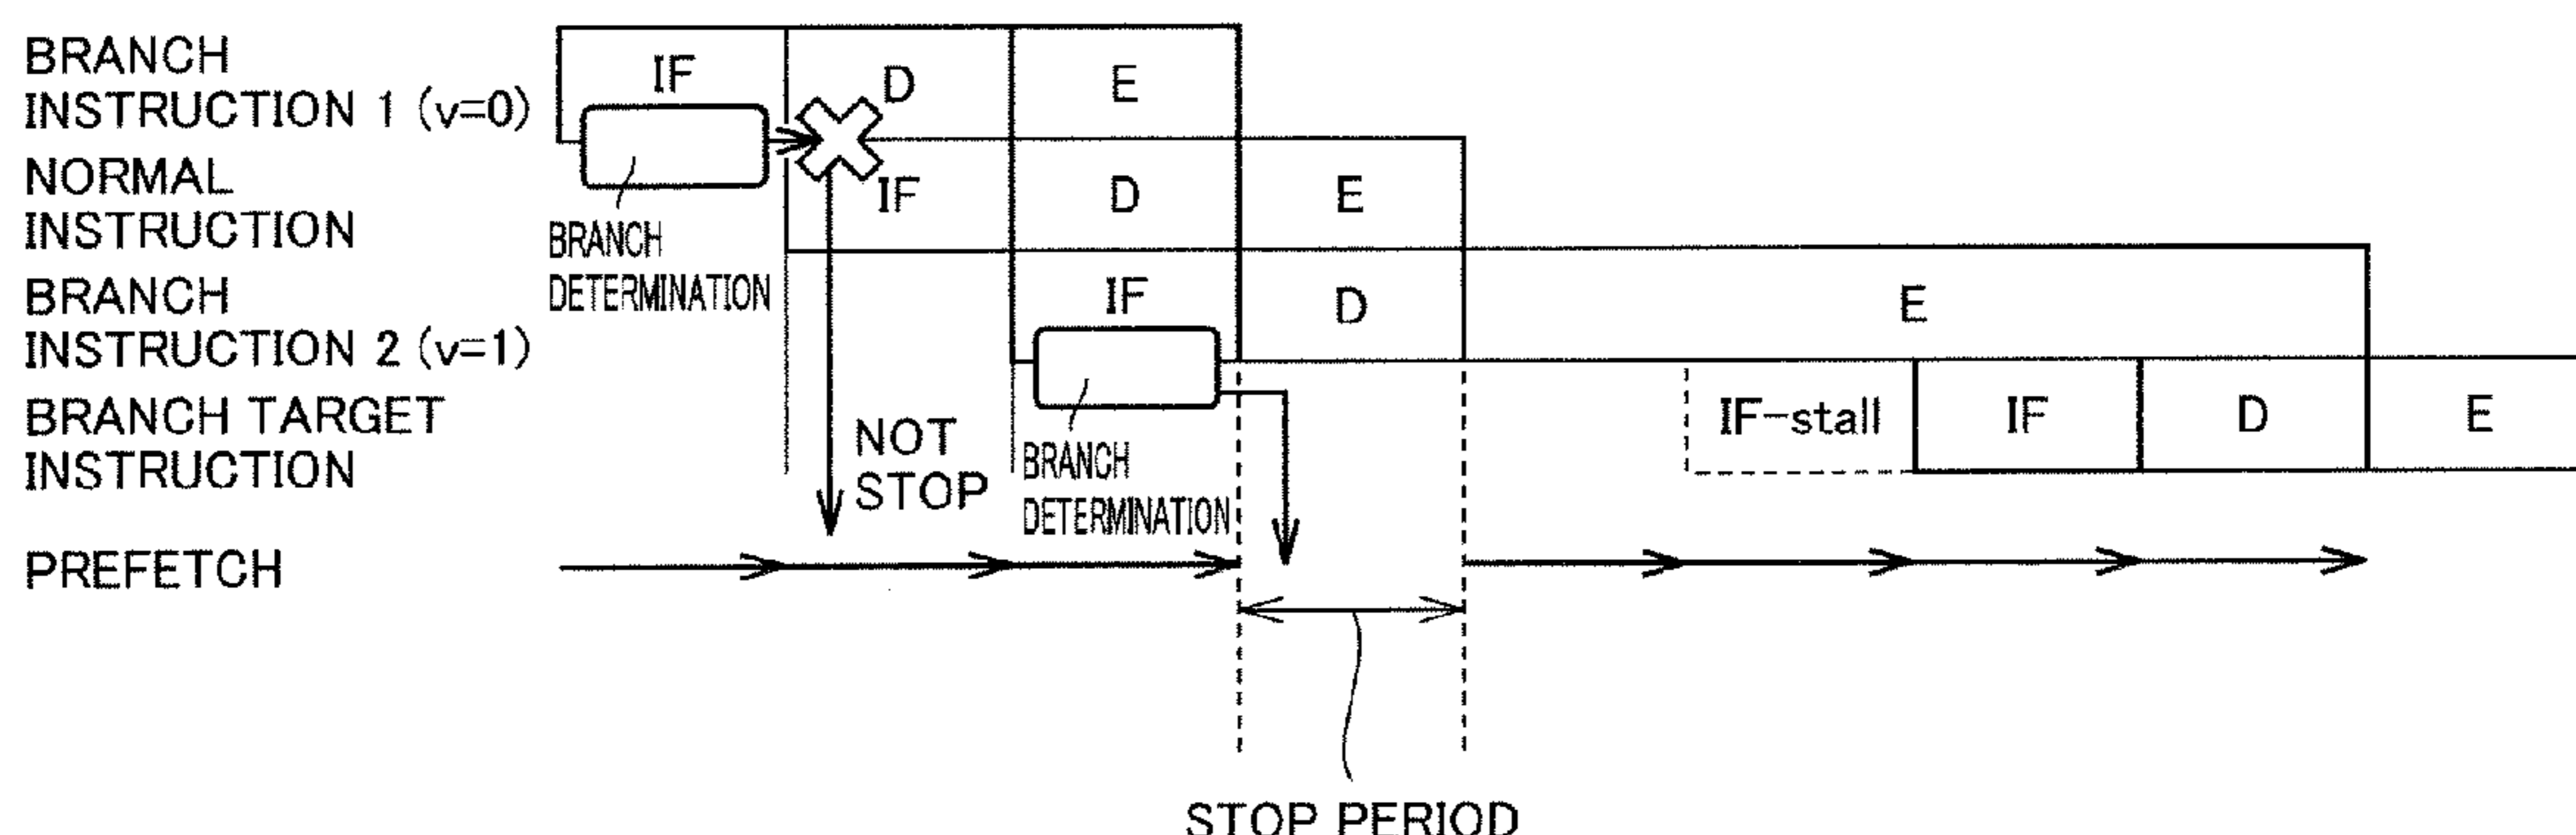 BRANCH
INSTRUCTION 1 (v=0)
IF
D
E
BRANCH
DETERMINATION
NORMAL
INSTRUCTION
IF
D
E
BRANCH
INSTRUCTION 2 (v=1)
IF
D
E
BRANCH
DETERMINATION
NOT
STOP
BRANCH TARGET
INSTRUCTION
IF-stall
IF
D
E
PREFETCH
STOP PERIOD